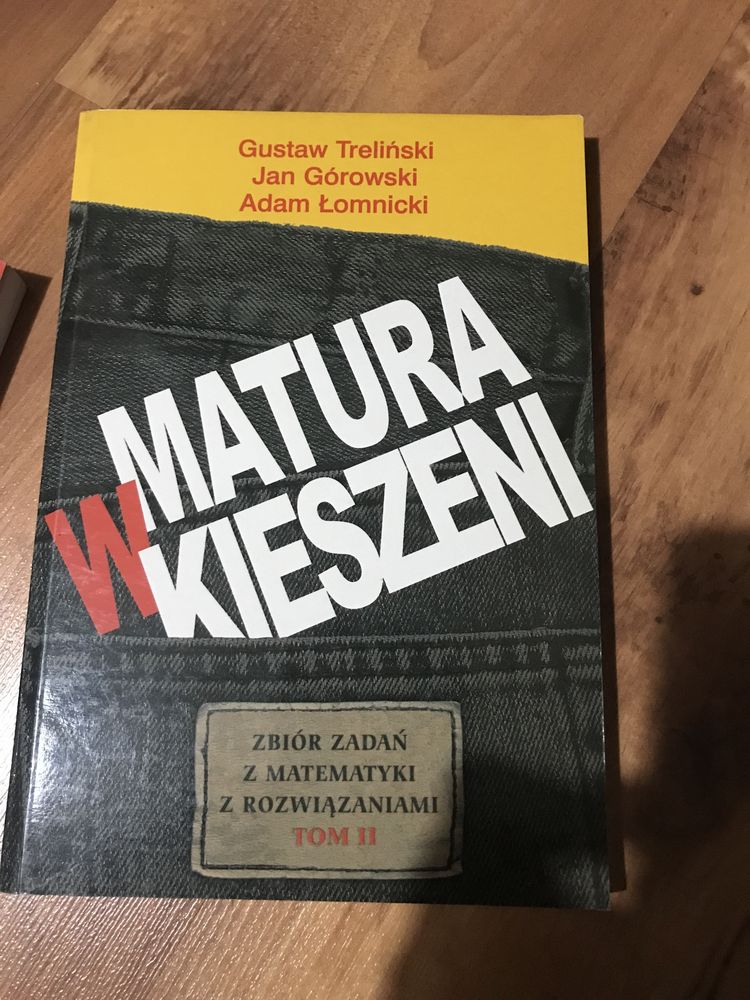 Gustaw Treliński
Jan Górowski
Adam Łomnicki
MATURA
W KIESZENI
ZBIÓR ZADAŃ
Z MATEMATYKI
Z ROZWIĄZANIAMI
TOM II